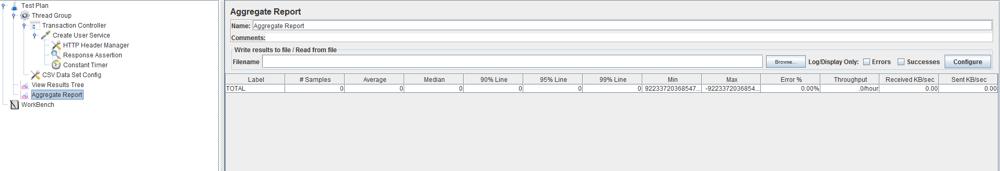 Test Plan
Thread Group
Transaction Controller
Create User Service
HTTP Header Manager
Response Assertion
Constant Timer
CSV Data Set Config
View Results Tree
Aggregate Report
WorkBench
Aggregate Report
Name: Aggregate Report
Comments:
Write results to file / Read from file
Filename Browse... Log/Display Only: Errors Successes Configure
Label # Samples Average Median 90% Line 95% Line 99% Line Min Max Error % Throughput Received KB/sec Sent KB/sec
TOTAL 0 0 0 0 0 0 92233720368547... -9223372036854... 0.00% .0/hour 0.00 0.00